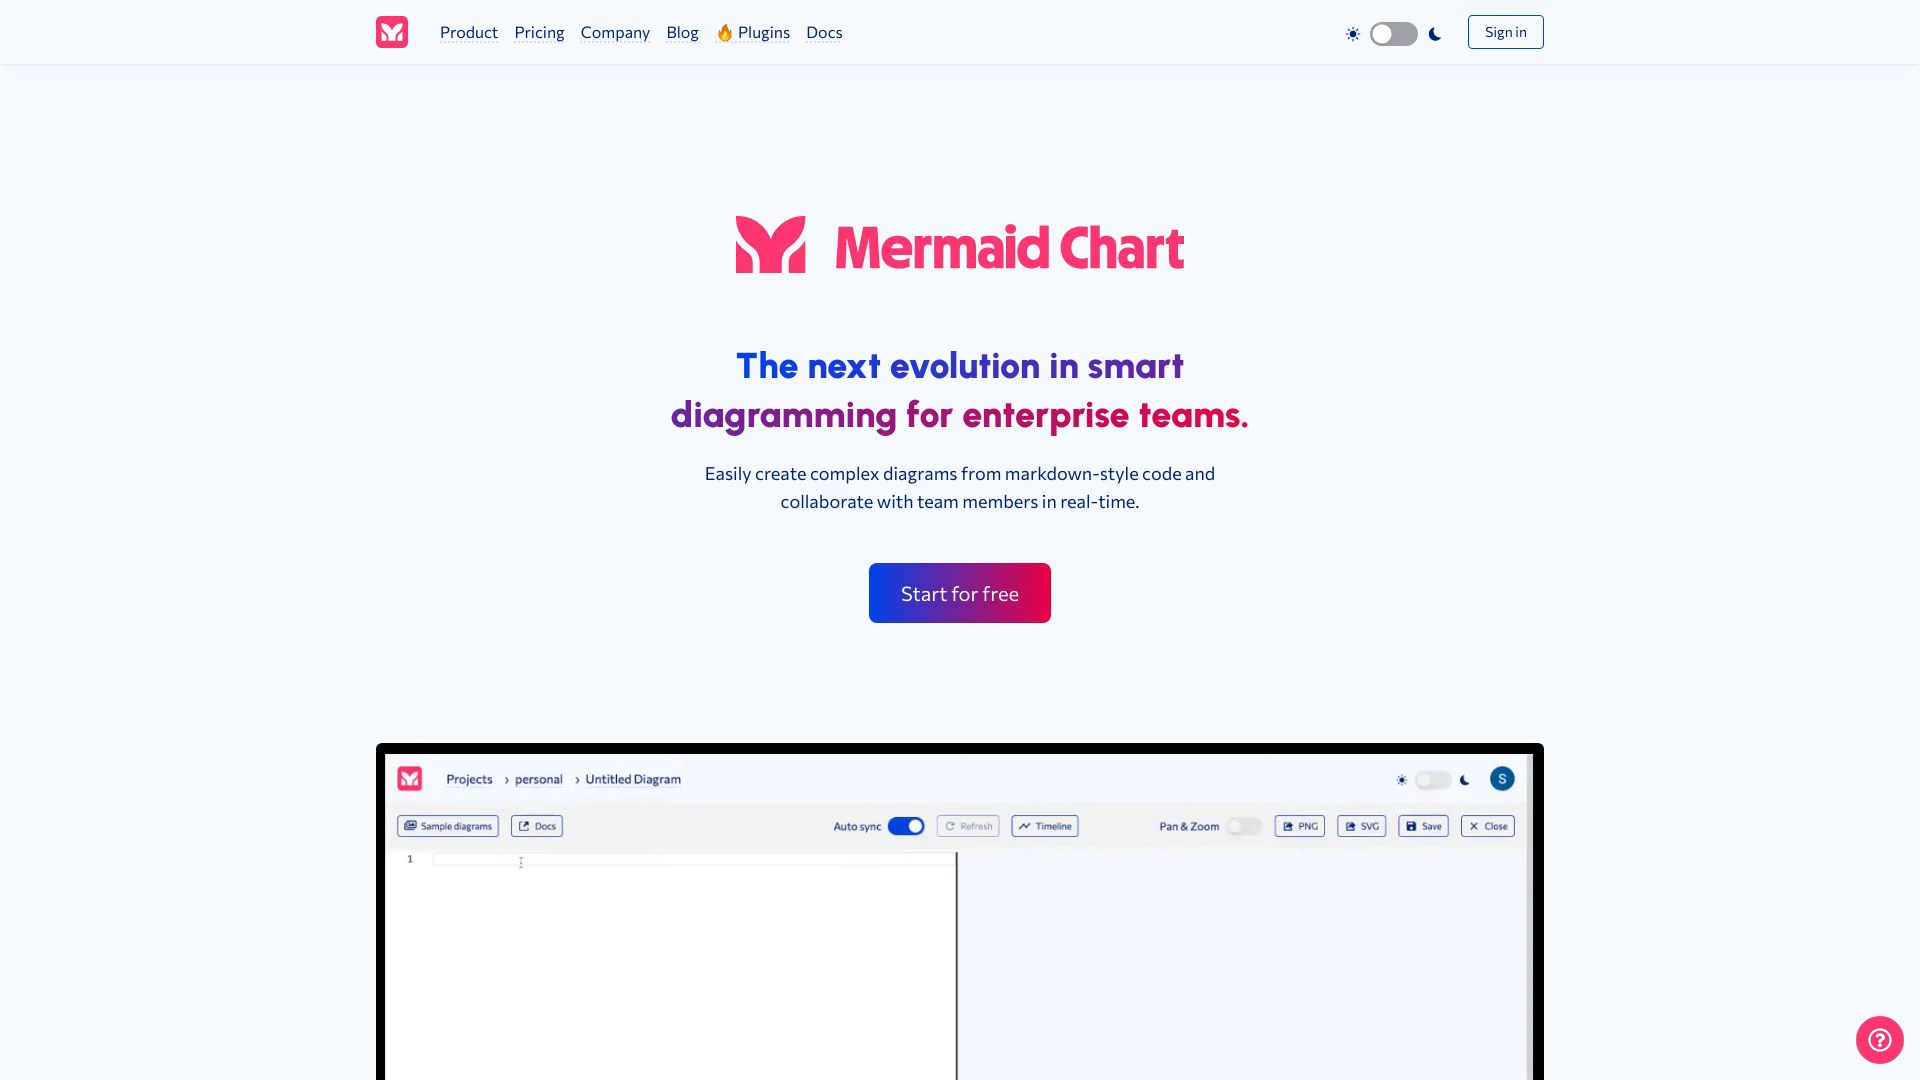 Product Pricing Company Blog 🔥 Plugins Docs Sign in
Mermaid Chart
The next evolution in smart
diagramming for enterprise teams.
Easily create complex diagrams from markdown-style code and
collaborate with team members in real-time.
Start for free
Projects › personal › Untitled Diagram S
Sample diagrams Docs Auto sync Refresh Timeline Pan & Zoom PNG SVG Save Close
1